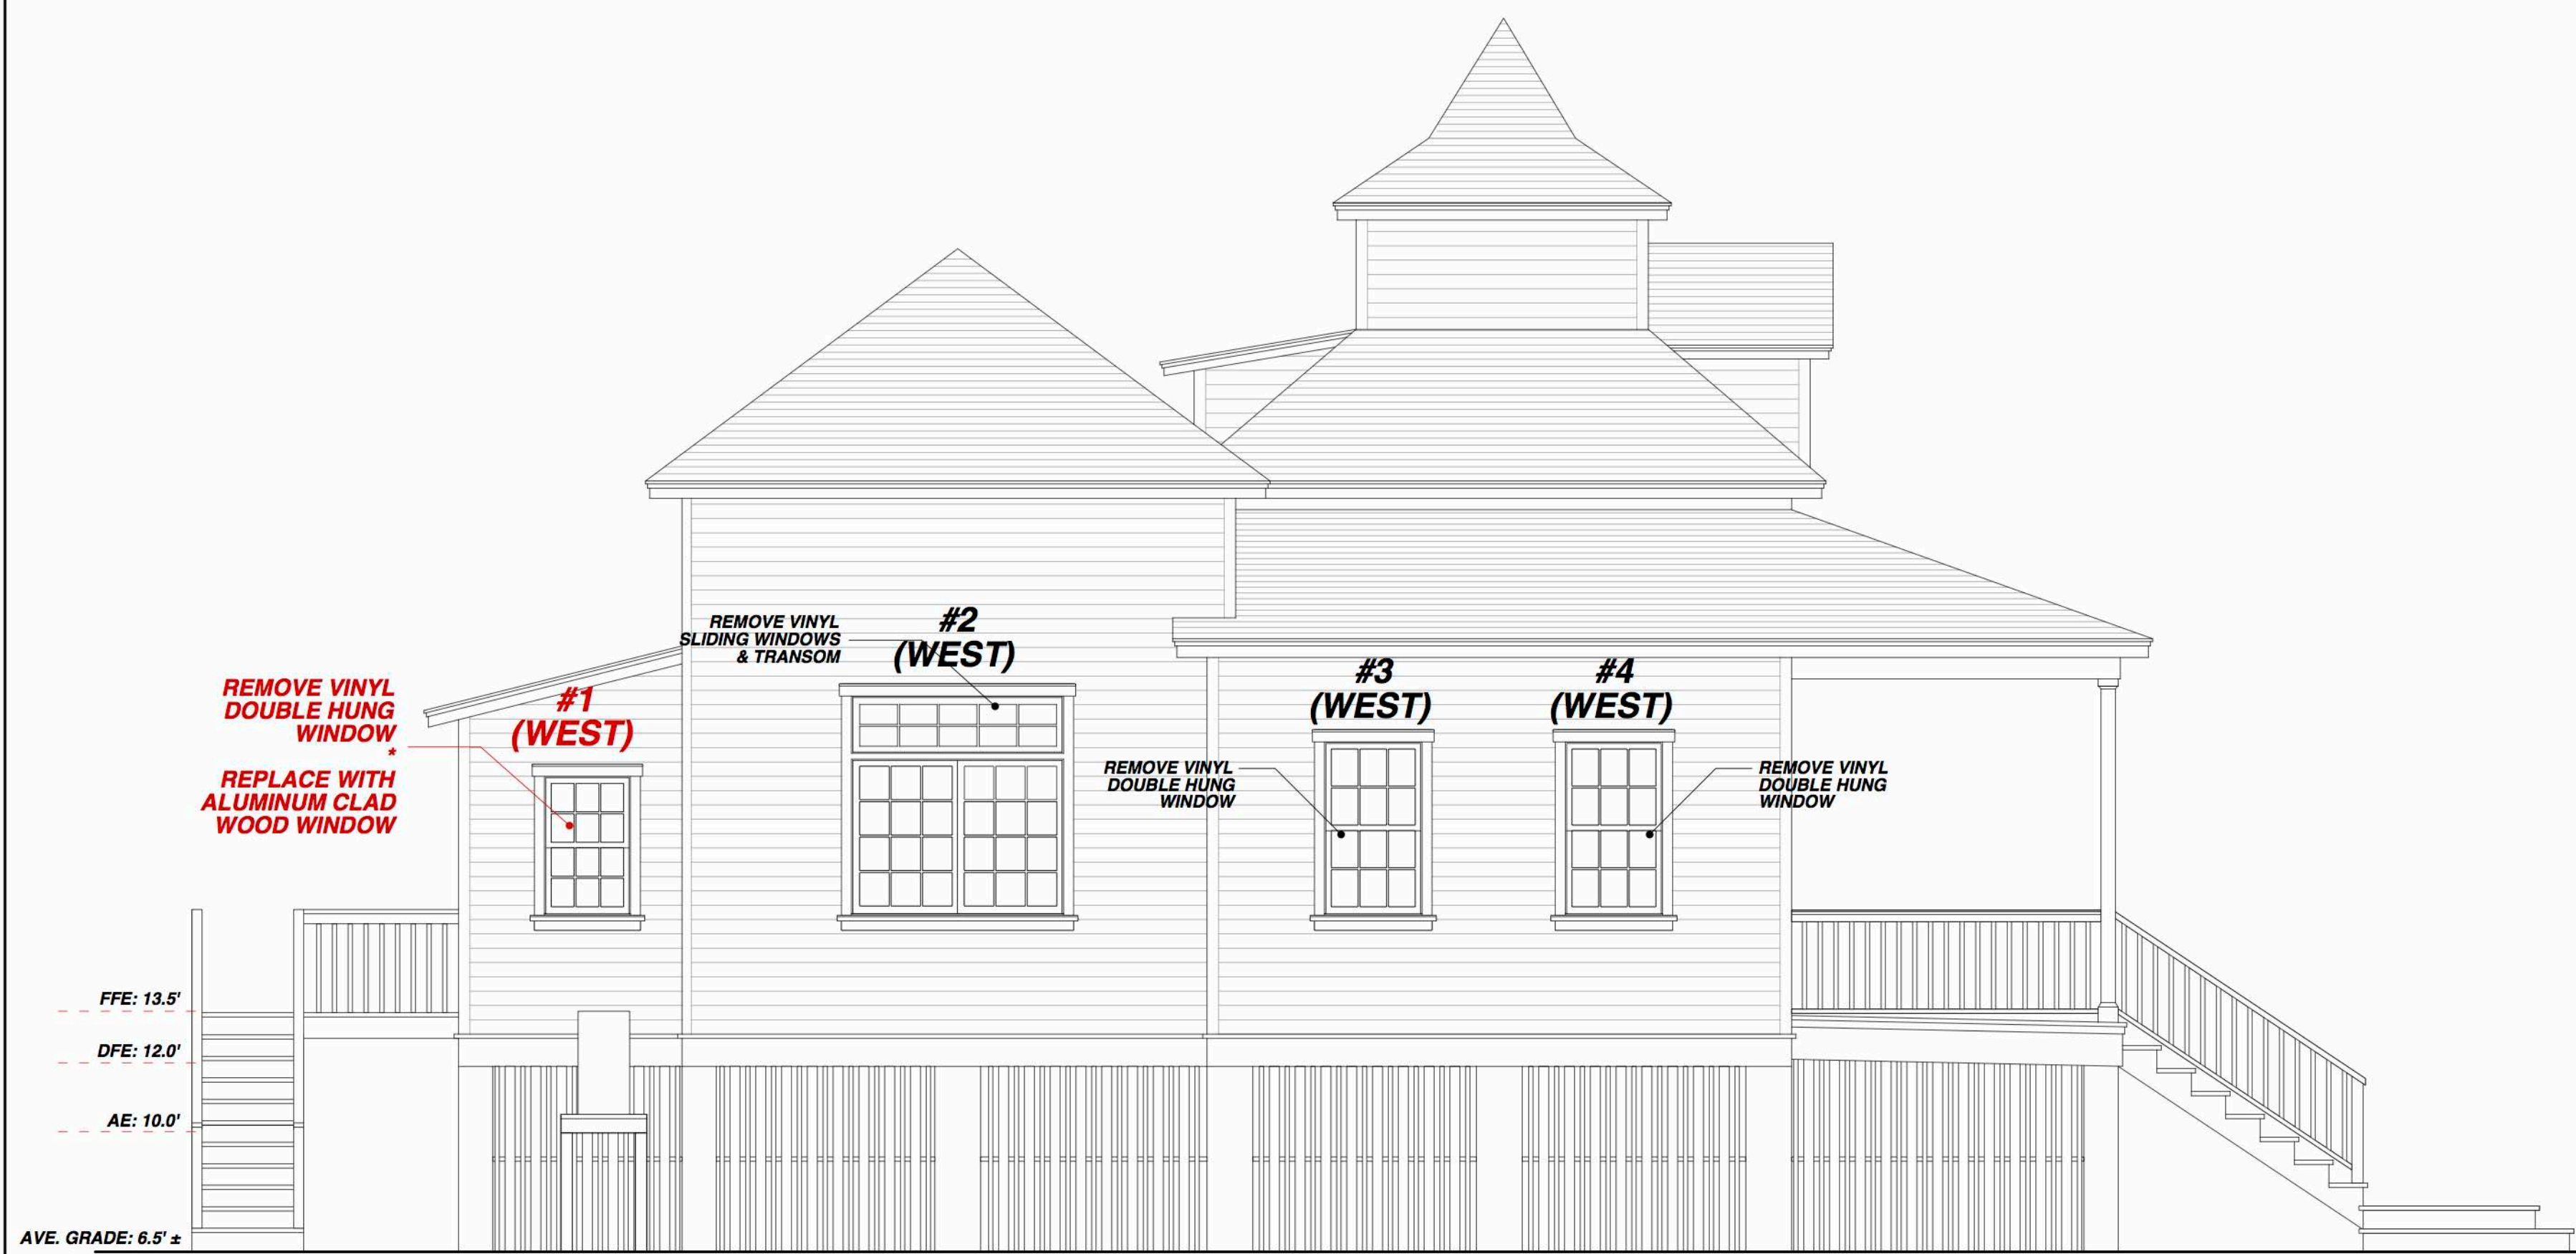 #2
(WEST)
REMOVE VINYL
SLIDING WINDOWS
& TRANSOM
#3
(WEST)
#4
(WEST)
#1
(WEST)
REMOVE VINYL
DOUBLE HUNG
WINDOW
*
REPLACE WITH
ALUMINUM CLAD
WOOD WINDOW
REMOVE VINYL
DOUBLE HUNG
WINDOW
REMOVE VINYL
DOUBLE HUNG
WINDOW
FFE: 13.5'
DFE: 12.0'
AE: 10.0'
AVE. GRADE: 6.5' ±